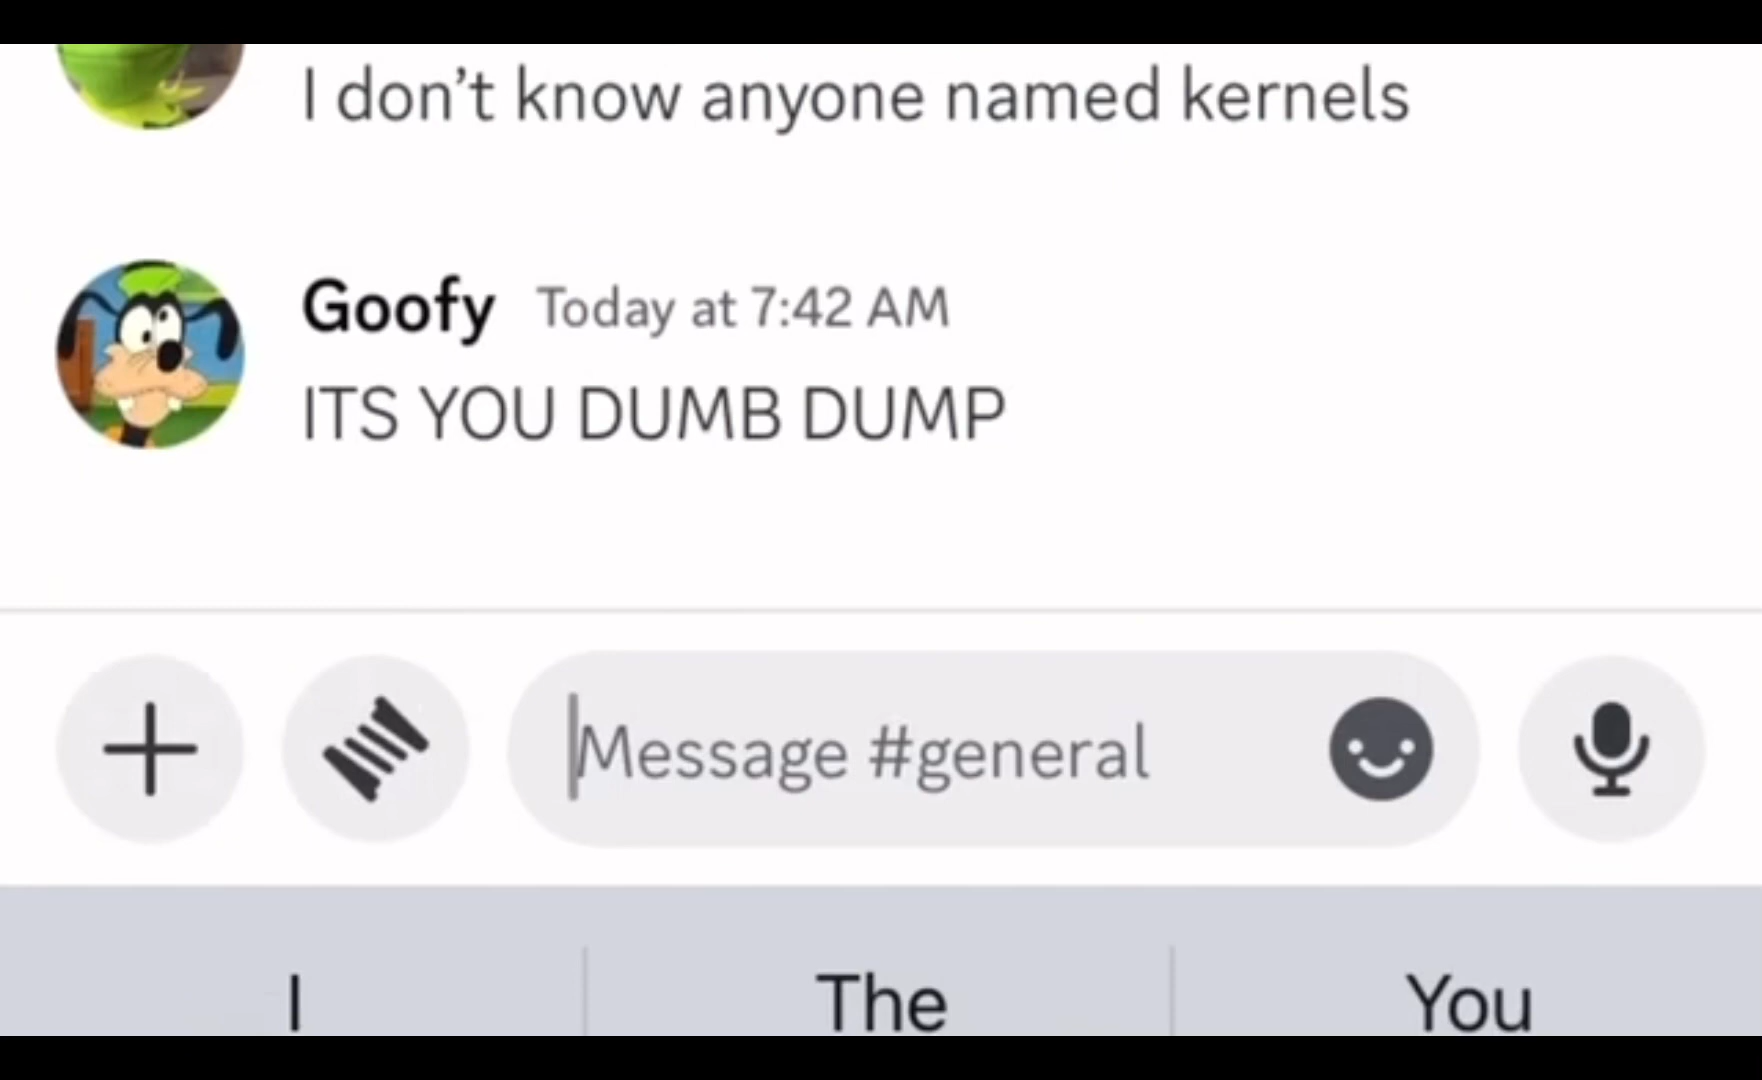 I don’t know anyone named kernels
Goofy Today at 7:42 AM
ITS YOU DUMB DUMP
Message #general
I The You